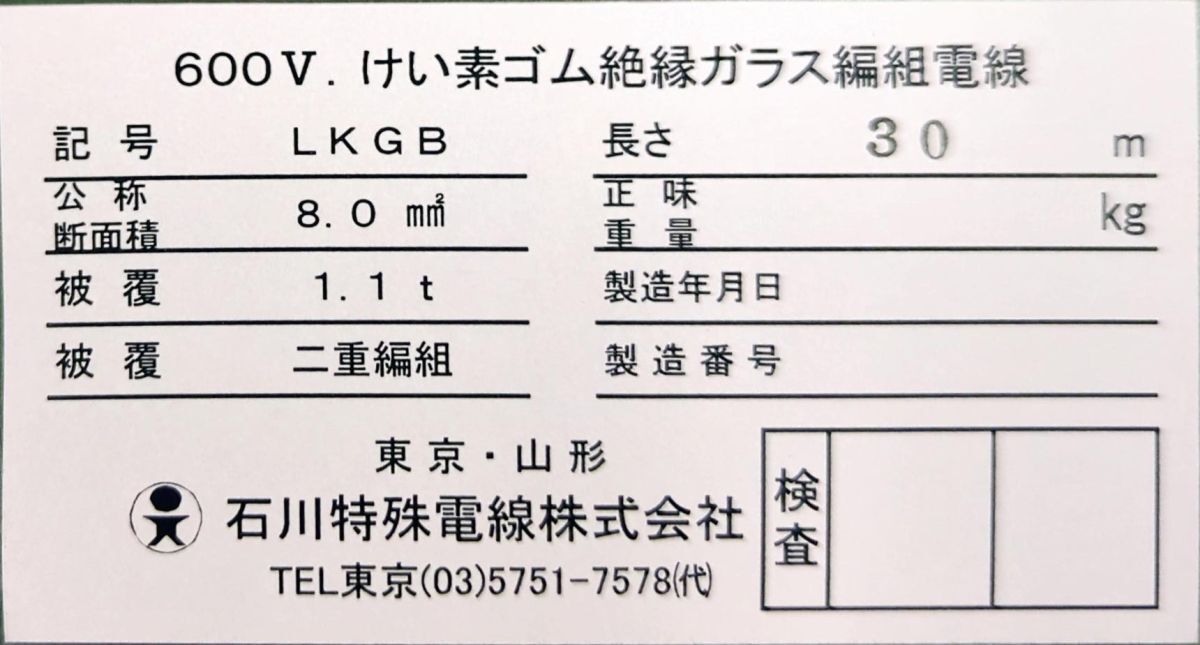 600V. けい素ゴム絶縁ガラス編組電線
記号 LKGB
長さ 30 m
公称断面積 8.0 ㎟
正味重量 kg
被覆 1.1 t
製造年月日
被覆 二重編組
製造番号
東京・山形
石川特殊電線株式会社
検査
TEL東京(03)5751-7578㈹